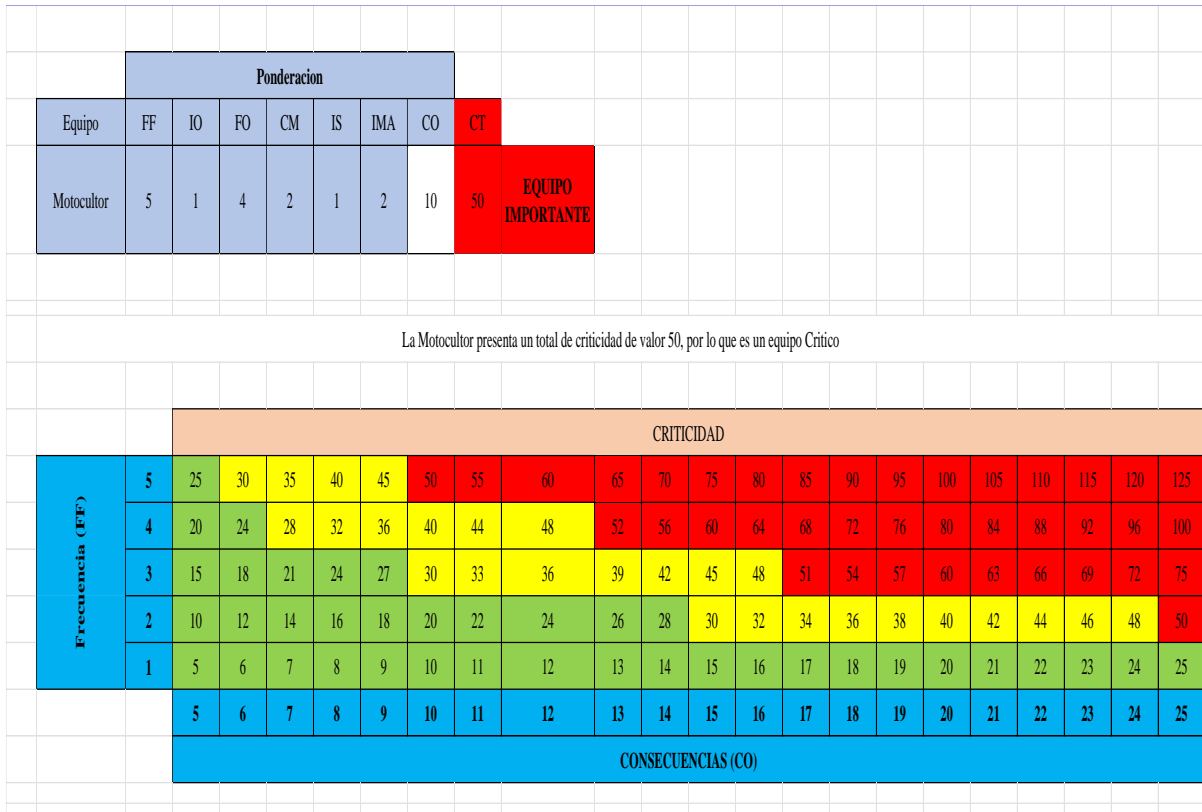 Ponderacion
Equipo FF IO FO CM IS IMA CO CT
Motocultor 5 1 4 2 1 2 10 50 EQUIPO
IMPORTANTE
La Motocultor presenta un total de criticidad de valor 50, por lo que es un equipo Critico
CRITICIDAD
Frecuencia (FF)
5 25 30 35 40 45 50 55 60 65 70 75 80 85 90 95 100 105 110 115 120 125
4 20 24 28 32 36 40 44 48 52 56 60 64 68 72 76 80 84 88 92 96 100
3 15 18 21 24 27 30 33 36 39 42 45 48 51 54 57 60 63 66 69 72 75
2 10 12 14 16 18 20 22 24 26 28 30 32 34 36 38 40 42 44 46 48 50
1 5 6 7 8 9 10 11 12 13 14 15 16 17 18 19 20 21 22 23 24 25
5 6 7 8 9 10 11 12 13 14 15 16 17 18 19 20 21 22 23 24 25
CONSECUENCIAS (CO)